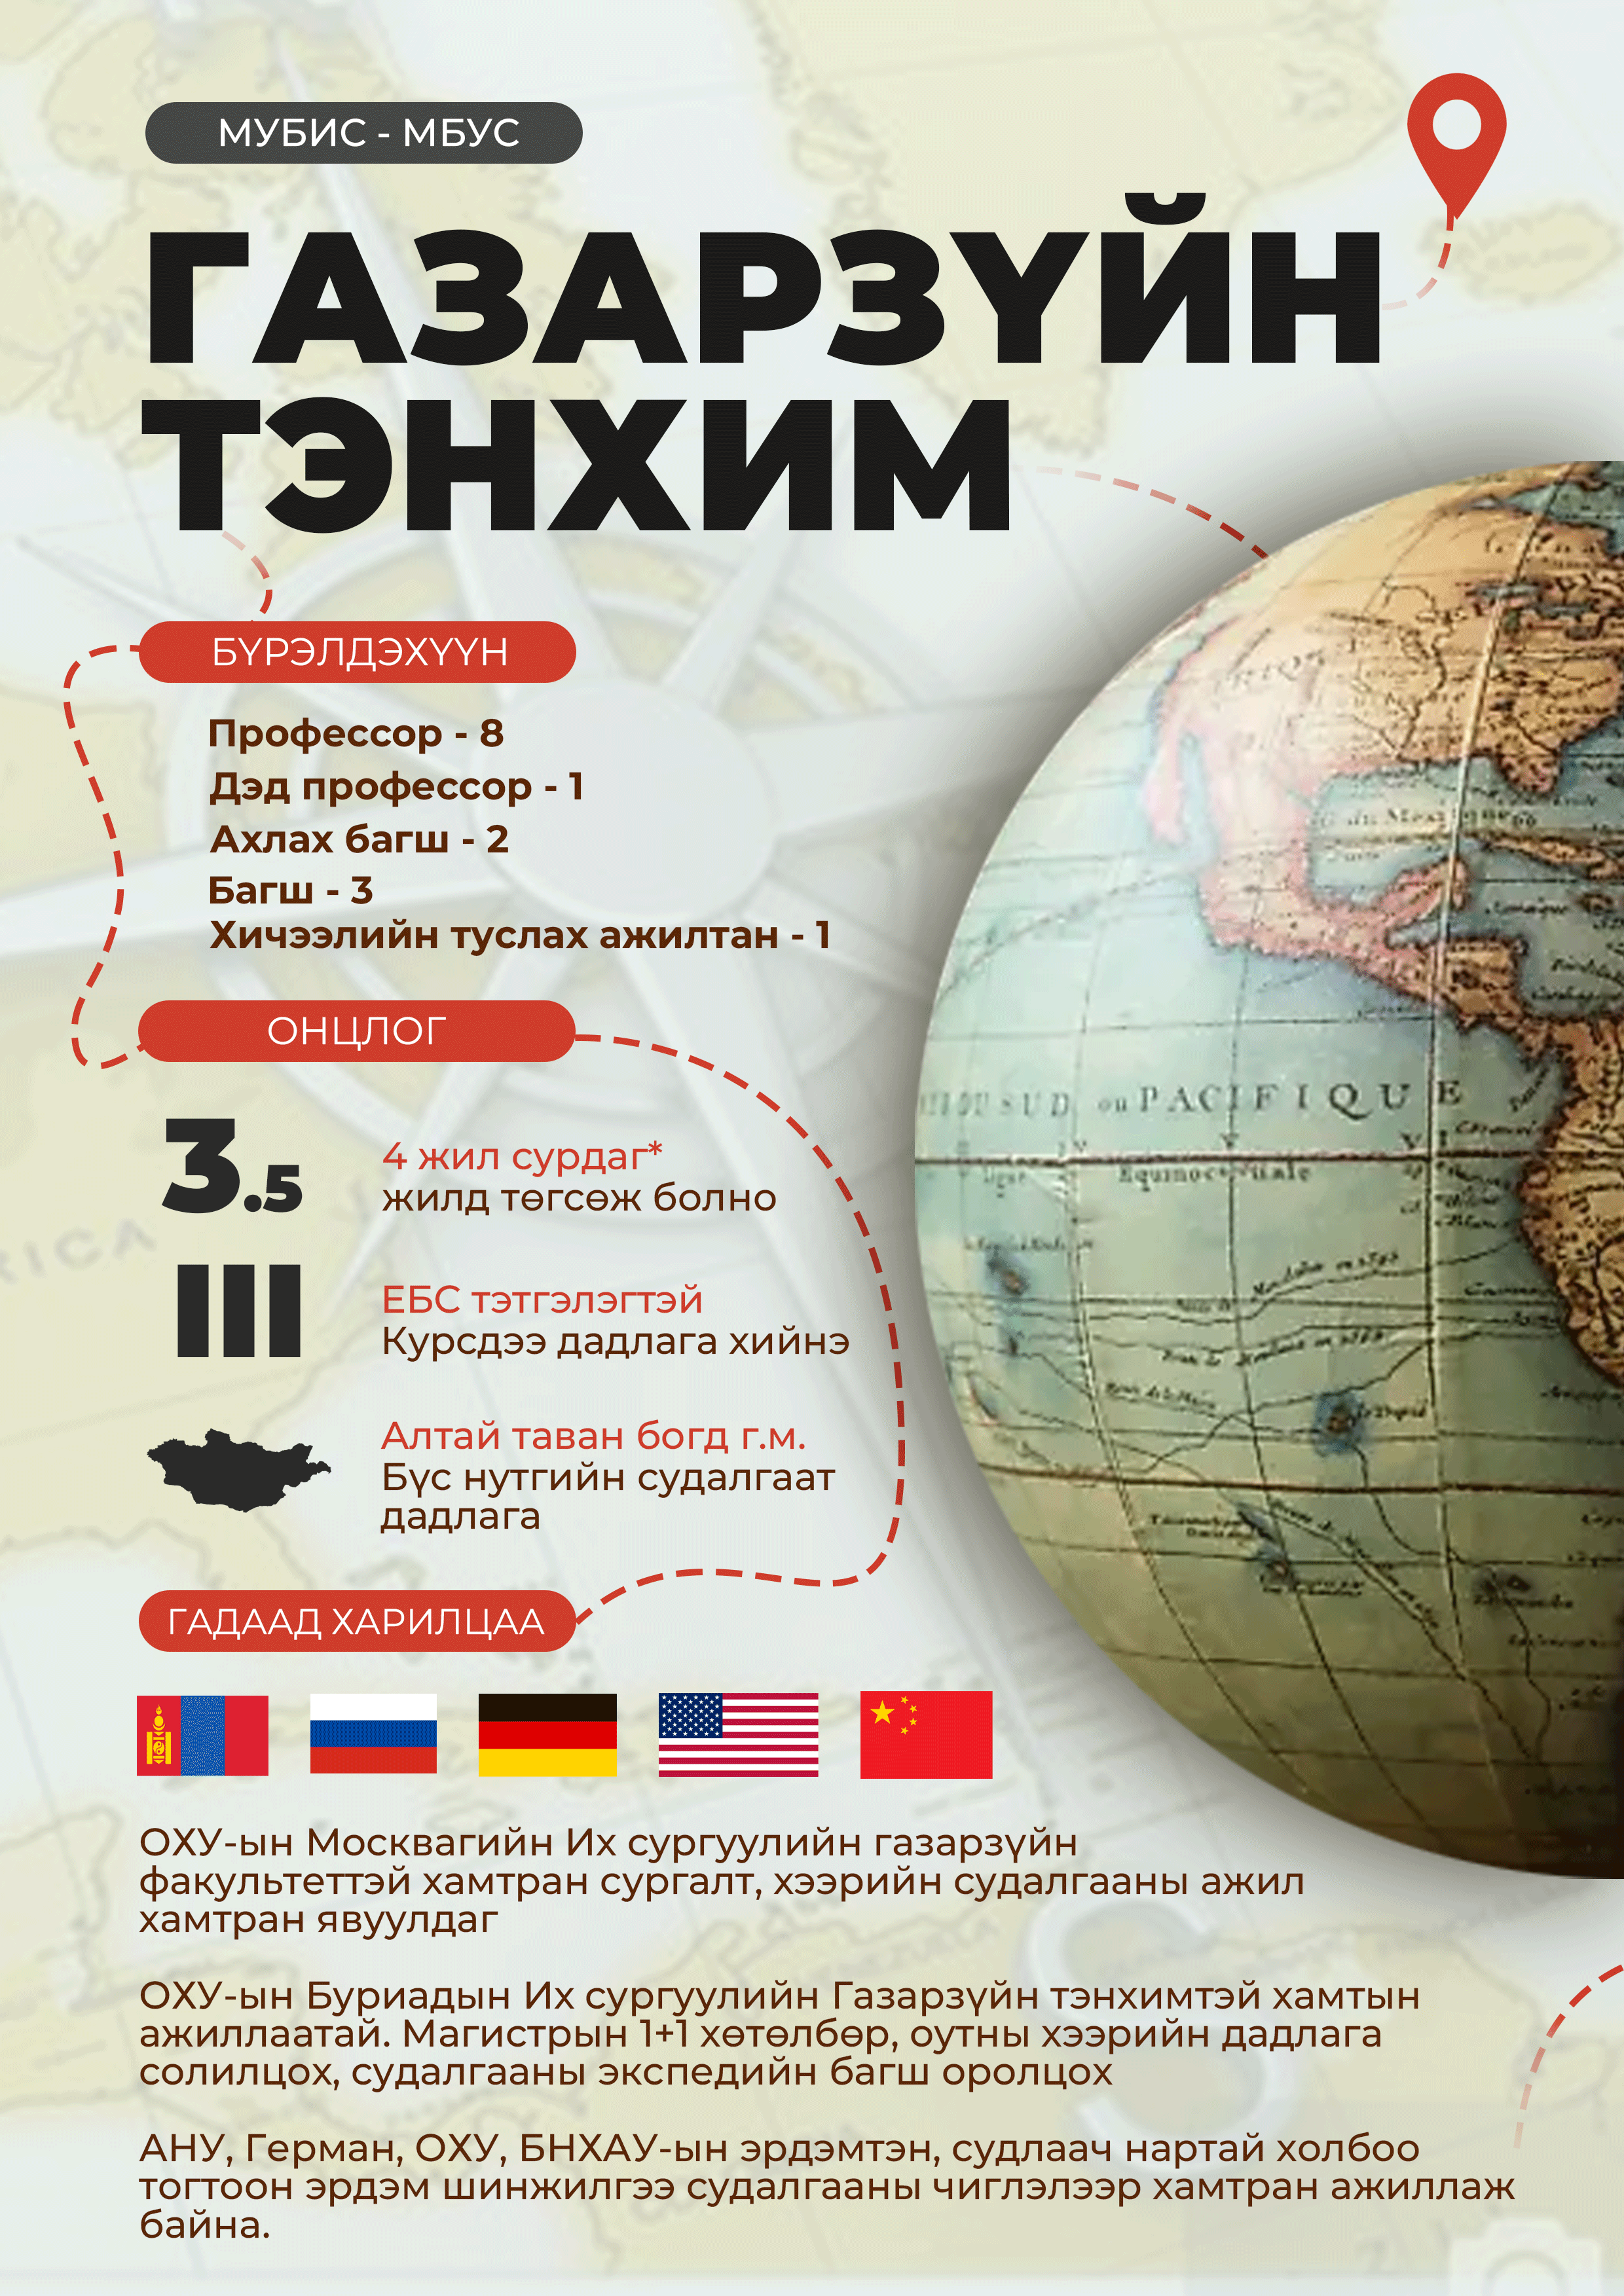 МУБИС - МБУС
ГАЗАРЗҮЙН
ТЭНХИМ
БҮРЭЛДЭХҮҮН
Профессор - 8
Дэд профессор - 1
Ахлах багш - 2
Багш - 3
Хичээлийн туслах ажилтан - 1
ОНЦЛОГ
3.5
4 жил сурдаг*
жилд төгсөж болно
III
ЕБС тэтгэлэгтэй
Курсдээ дадлага хийнэ
Алтай таван богд г.м.
Бүс нутгийн судалгаат
дадлага
ГАДААД ХАРИЛЦАА
ОХУ-ын Москвагийн Их сургуулийн газарзүйн
факультеттэй хамтран сургалт, хээрийн судалгааны ажил
хамтран явуулдаг
ОХУ-ын Буриадын Их сургуулийн Газарзүйн тэнхимтэй хамтын
ажиллаатай. Магистрын 1+1 хөтөлбөр, оутны хээрийн дадлага
солилцох, судалгааны экспедийн багш оролцох
АНУ, Герман, ОХУ, БНХАУ-ын эрдэмтэн, судлаач нартай холбоо
тогтоон эрдэм шинжилгээ судалгааны чиглэлээр хамтран ажиллаж
байна.
SUD ou PACIFIQUE